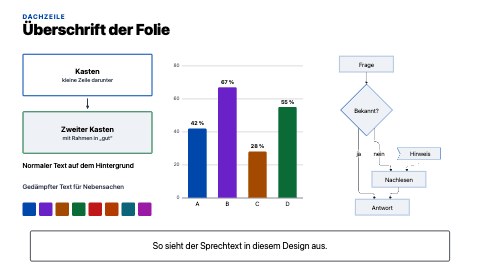 DACHZEILE
Überschrift der Folie
Kasten
kleine Zeile darunter
Zweiter Kasten
mit Rahmen in „gut“
Normaler Text auf dem Hintergrund
Gedämpfter Text für Nebensachen
80
60
40
20
0
42 %
67 %
28 %
55 %
A
B
C
D
Frage
Bekannt?
ja
nein
Hinweis
Nachlesen
Antwort
So sieht der Sprechtext in diesem Design aus.